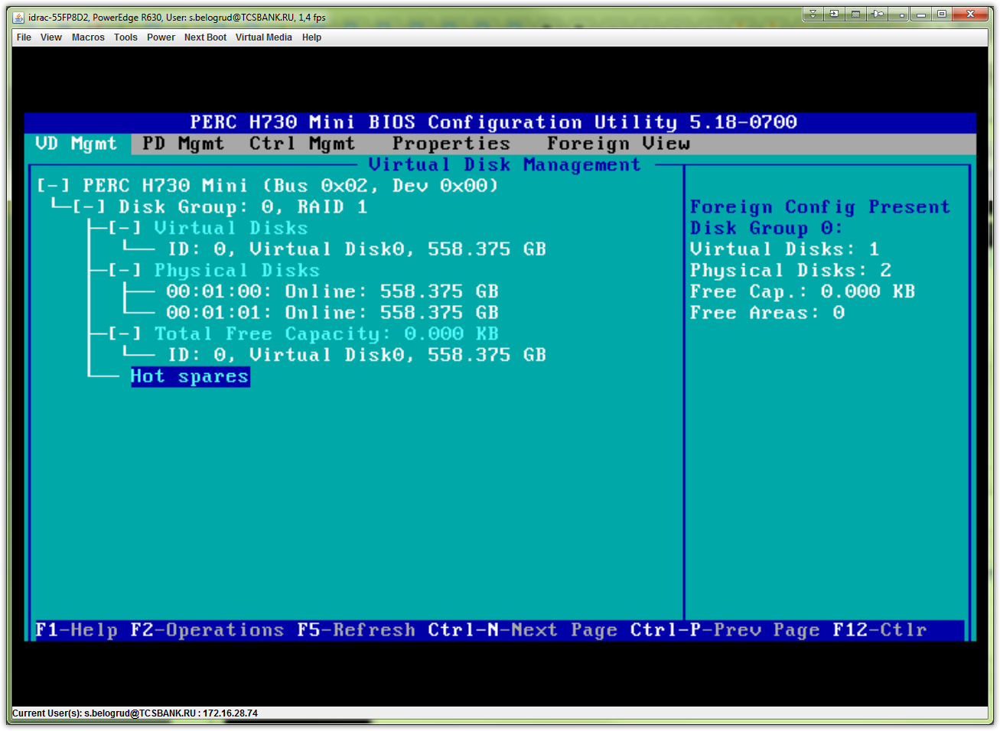 idrac-55FP8D2, PowerEdge R630, User: s.belogrud@TCSBANK.RU, 1,4 fps
File View Macros Tools Power Next Boot Virtual Media Help
PERC H730 Mini BIOS Configuration Utility 5.18-0700
VD Mgmt PD Mgmt Ctrl Mgmt Properties Foreign View
Virtual Disk Management
[-] PERC H730 Mini (Bus 0x02, Dev 0x00)
[-] Disk Group: 0, RAID 1
[-] Virtual Disks
ID: 0, Virtual Disk0, 558.375 GB
[-] Physical Disks
00:01:00: Online: 558.375 GB
00:01:01: Online: 558.375 GB
[-] Total Free Capacity: 0.000 KB
ID: 0, Virtual Disk0, 558.375 GB
Hot spares
Foreign Config Present
Disk Group 0:
Virtual Disks: 1
Physical Disks: 2
Free Cap.: 0.000 KB
Free Areas: 0
F1-Help F2-Operations F5-Refresh Ctrl-N-Next Page Ctrl-P-Prev Page F12-Ctlr
Current User(s): s.belogrud@TCSBANK.RU : 172.16.28.74